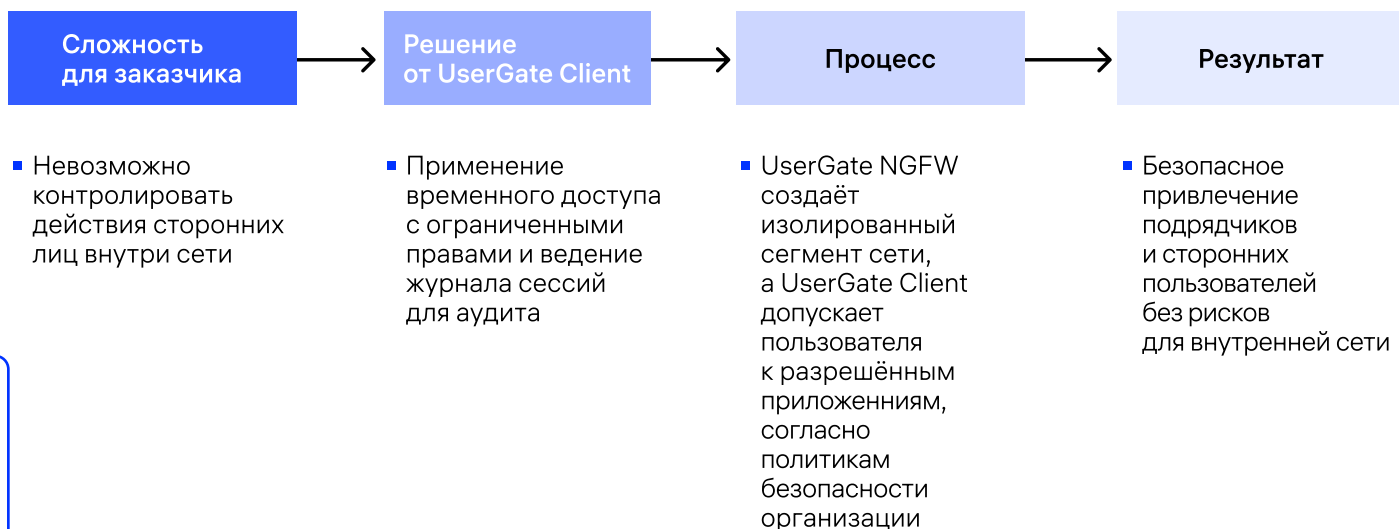 Сложность
для заказчика
Решение
от UserGate Client
Процесс
Результат
Невозможно
контролировать
действия сторонних
лиц внутри сети
Применение
временного доступа
с ограниченными
правами и ведение
журнала сессий
для аудита
UserGate NGFW
создаёт
изолированный
сегмент сети,
а UserGate Client
допускает
пользователя
к разрешённым
приложенниям,
согласно
политикам
безопасности
организации
Безопасное
привлечение
подрядчиков
и сторонних
пользователей
без рисков
для внутренней сети